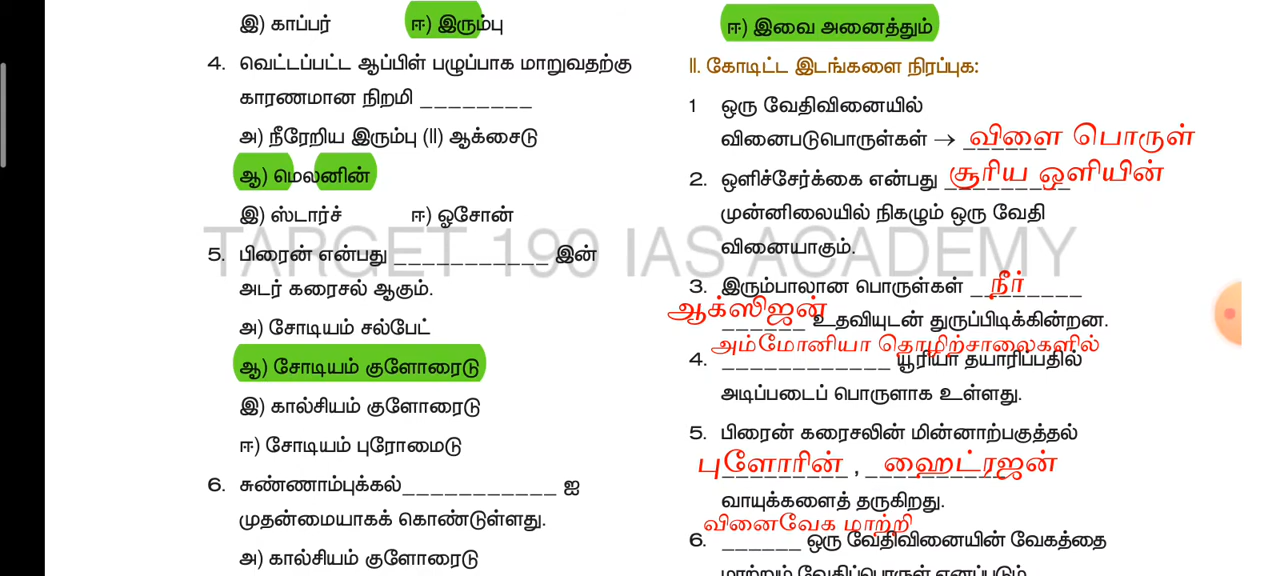 இ) காப்பர் ஈ) இரும்பு
4. வெட்டப்பட்ட ஆப்பிள் பழுப்பாக மாறுவதற்கு
காரணமான நிறமி ________
அ) நீரேறிய இரும்பு (II) ஆக்சைடு
ஆ) மெலனின்
இ) ஸ்டார்ச் ஈ) ஓசோன்
5. பிரைன் என்பது ___________ இன்
அடர் கரைசல் ஆகும்.
அ) சோடியம் சல்பேட்
ஆ) சோடியம் குளோரைடு
இ) கால்சியம் குளோரைடு
ஈ) சோடியம் புரோமைடு
6. சுண்ணாம்புக்கல்___________ ஐ
முதன்மையாகக் கொண்டுள்ளது.
அ) கால்சியம் குளோரைடு
ஈ) இவை அனைத்தும்
II. கோடிட்ட இடங்களை நிரப்புக:
1 ஒரு வேதிவினையில்
வினைபடுபொருள்கள் → விளை பொருள்
2. ஒளிச்சேர்க்கை என்பது சூரிய ஒளியின்
முன்னிலையில் நிகழும் ஒரு வேதி
வினையாகும்.
3. இரும்பாலான பொருள்கள் நீர்
ஆக்ஸிஜன் உதவியுடன் துருப்பிடிக்கின்றன.
அம்மோனியா தொழிற்சாலைகளில்
4. ____________ யூரியா தயாரிப்பதில்
அடிப்படைப் பொருளாக உள்ளது.
5. பிரைன் கரைசலின் மின்னாற்பகுத்தல்
புளோரின் , ஹைட்ரஜன்
வாயுக்களைத் தருகிறது.
வினைவேக மாற்றி
6. ______ ஒரு வேதிவினையின் வேகத்தை
மாற்றும் வேதிப்பொருள் எனப்படும்
TARGET 190 IAS ACADEMY